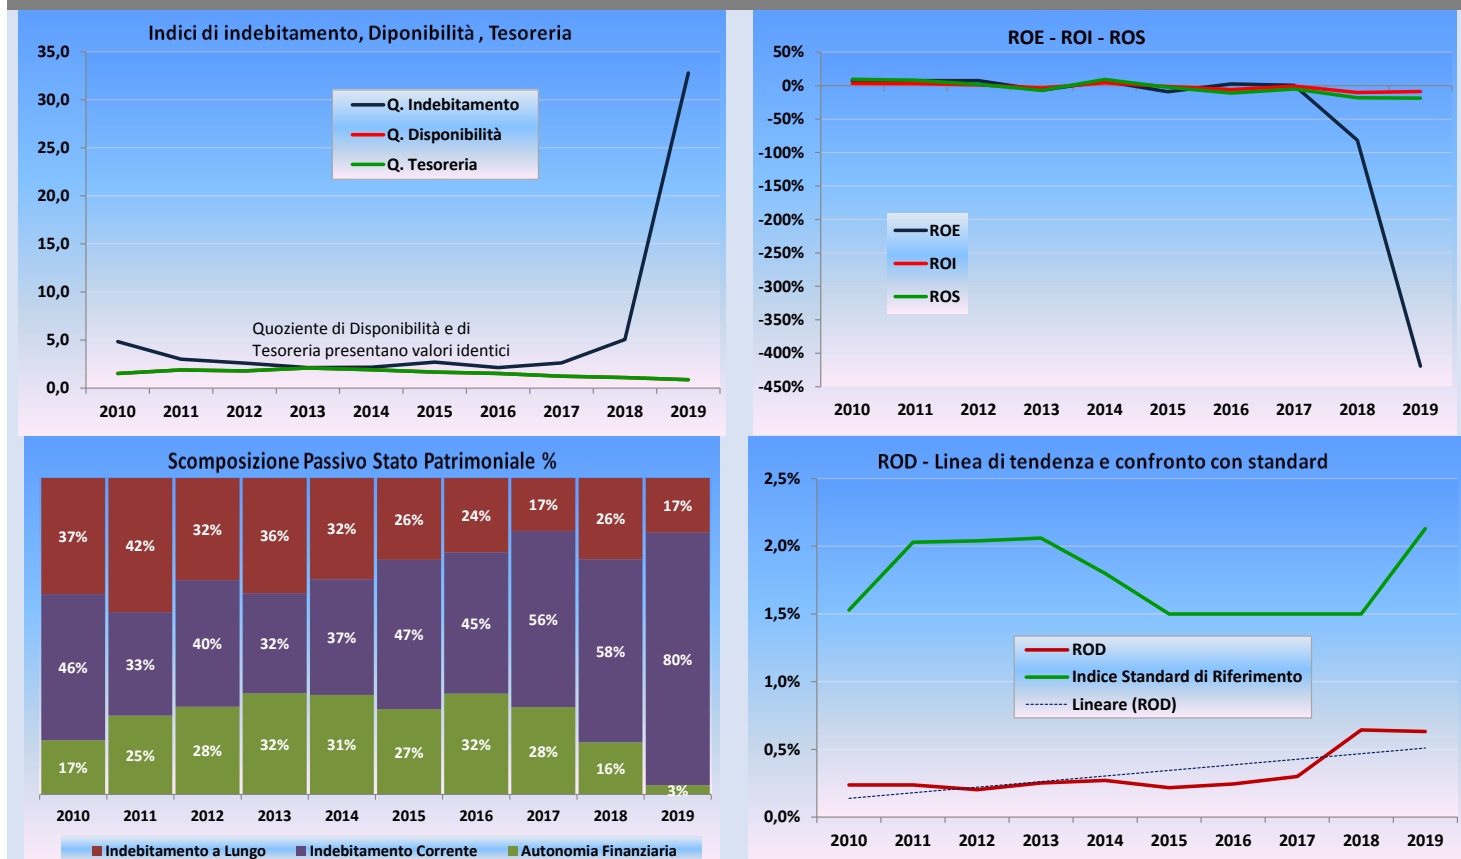 Indici di indebitamento, Diponibilità , Tesoreria
35,0
30,0
25,0
20,0
15,0
10,0
5,0
0,0
Q. Indebitamento
Q. Disponibilità
Q. Tesoreria
Quoziente di Disponibilità e di
Tesoreria presentano valori identici
2010 2011 2012 2013 2014 2015 2016 2017 2018 2019
ROE - ROI - ROS
50%
0%
-50%
-100%
-150%
-200%
-250%
-300%
-350%
-400%
-450%
ROE
ROI
ROS
2010 2011 2012 2013 2014 2015 2016 2017 2018 2019
Scomposizione Passivo Stato Patrimoniale %
37% 42% 32% 36% 32% 26% 24% 17% 26% 17%
46% 33% 40% 32% 37% 47% 45% 56% 58% 80%
17% 25% 28% 32% 31% 27% 32% 28% 16% 3%
2010 2011 2012 2013 2014 2015 2016 2017 2018 2019
Indebitamento a Lungo Indebitamento Corrente Autonomia Finanziaria
ROD - Linea di tendenza e confronto con standard
2,5%
2,0%
1,5%
1,0%
0,5%
0,0%
ROD
Indice Standard di Riferimento
Lineare (ROD)
2010 2011 2012 2013 2014 2015 2016 2017 2018 2019